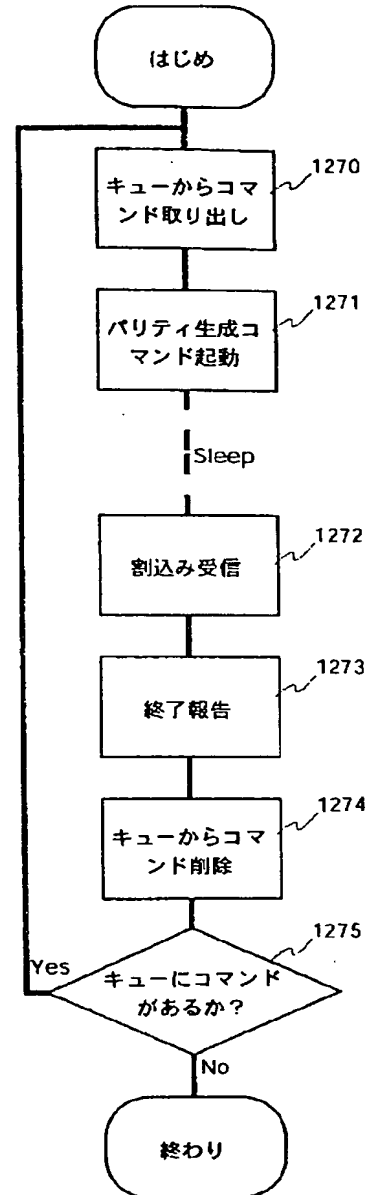 はじめ
1270
キューからコマ
ンド取り出し
1271
パリティ生成コ
マンド起動
Sleep
1272
割込み受信
1273
終了報告
1274
キューからコマ
ンド削除
1275
Yes
キューにコマンド
があるか？
No
終わり